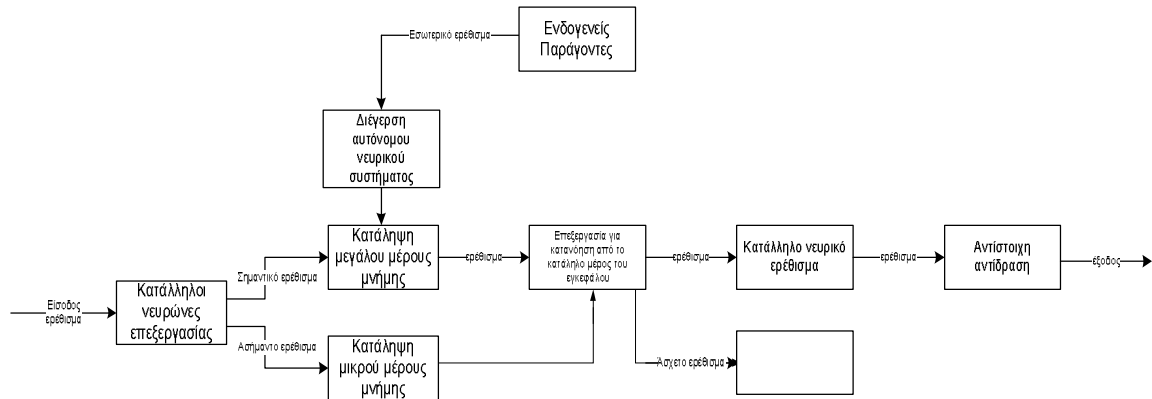 Ενδογενείς
Παράγοντες
Εσωτερικό ερέθισμα
Διέγερση
αυτόνομου
νευρικού
συστήματος
Είσοδος
ερέθισμα
Κατάλληλοι
νευρώνες
επεξεργασίας
Σημαντικό ερέθισμα
Ασήμαντο ερέθισμα
Κατάληψη
μεγάλου μέρους
μνήμης
Κατάληψη
μικρού μέρους
μνήμης
ερέθισμα
Επεξεργασία για
κατανόηση από το
κατάληλο μέρος του
εγκεφάλου
ερέθισμα
Άσχετο ερέθισμα
Κατάλληλο νευρικό
ερέθισμα
ερέθισμα
Αντίστοιχη
αντίδραση
έξοδος